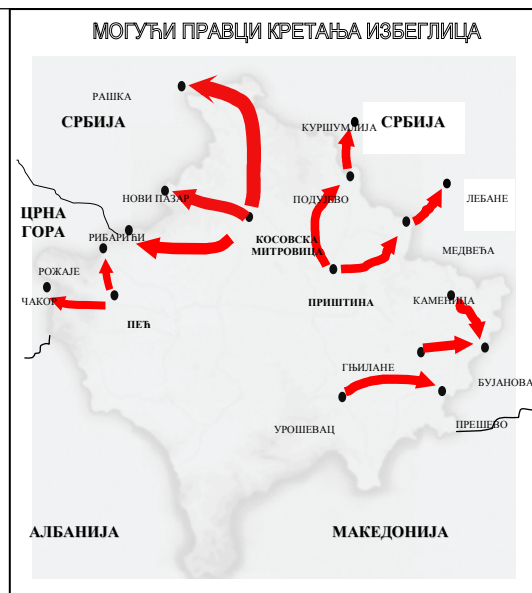 МОГУЋИ ПРАВЦИ КРЕТАЊА ИЗБЕГЛИЦА
РАШКА
СРБИЈА
КУРШУМЛИЈА
СРБИЈА
НОВИ ПАЗАР
ПОДУЈЕВО
ЛЕБАНЕ
ЦРНА
ГОРА
РИБАРИЋИ
КОСОВСКА
МИТРОВИЦА
МЕДВЕЂА
РОЖАЈЕ
ЧАКОР
ПРИШТИНА
КАМЕНИЦА
ПЕЋ
ГЊИЛАНЕ
БУЈАНОВА
УРОШЕВАЦ
ПРЕШЕВО
АЛБАНИЈА
МАКЕДОНИЈА